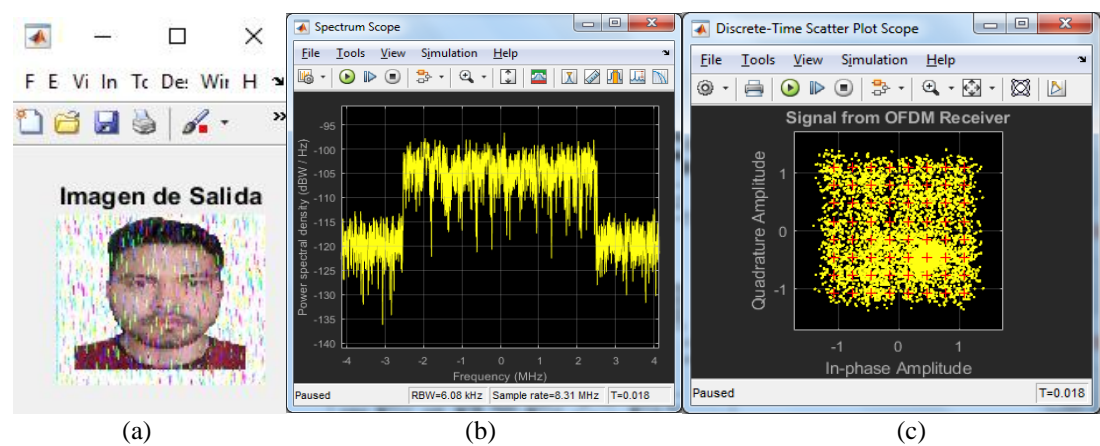 F E Vi In Tc De: Wir H
Imagen de Salida
(a)
Spectrum Scope
File Tools View Simulation Help
Power spectral density (dBW / Hz)
-95
-100
-105
-110
-115
-120
-125
-130
-135
-140
-4 -3 -2 -1 0 1 2 3 4
Frequency (MHz)
Paused RBW=6.08 kHz Sample rate=8.31 MHz T=0.018
(b)
Discrete-Time Scatter Plot Scope
File Tools View Simulation Help
Signal from OFDM Receiver
Quadrature Amplitude
1
0
-1
-1 0 1
In-phase Amplitude
Paused T=0.018
(c)